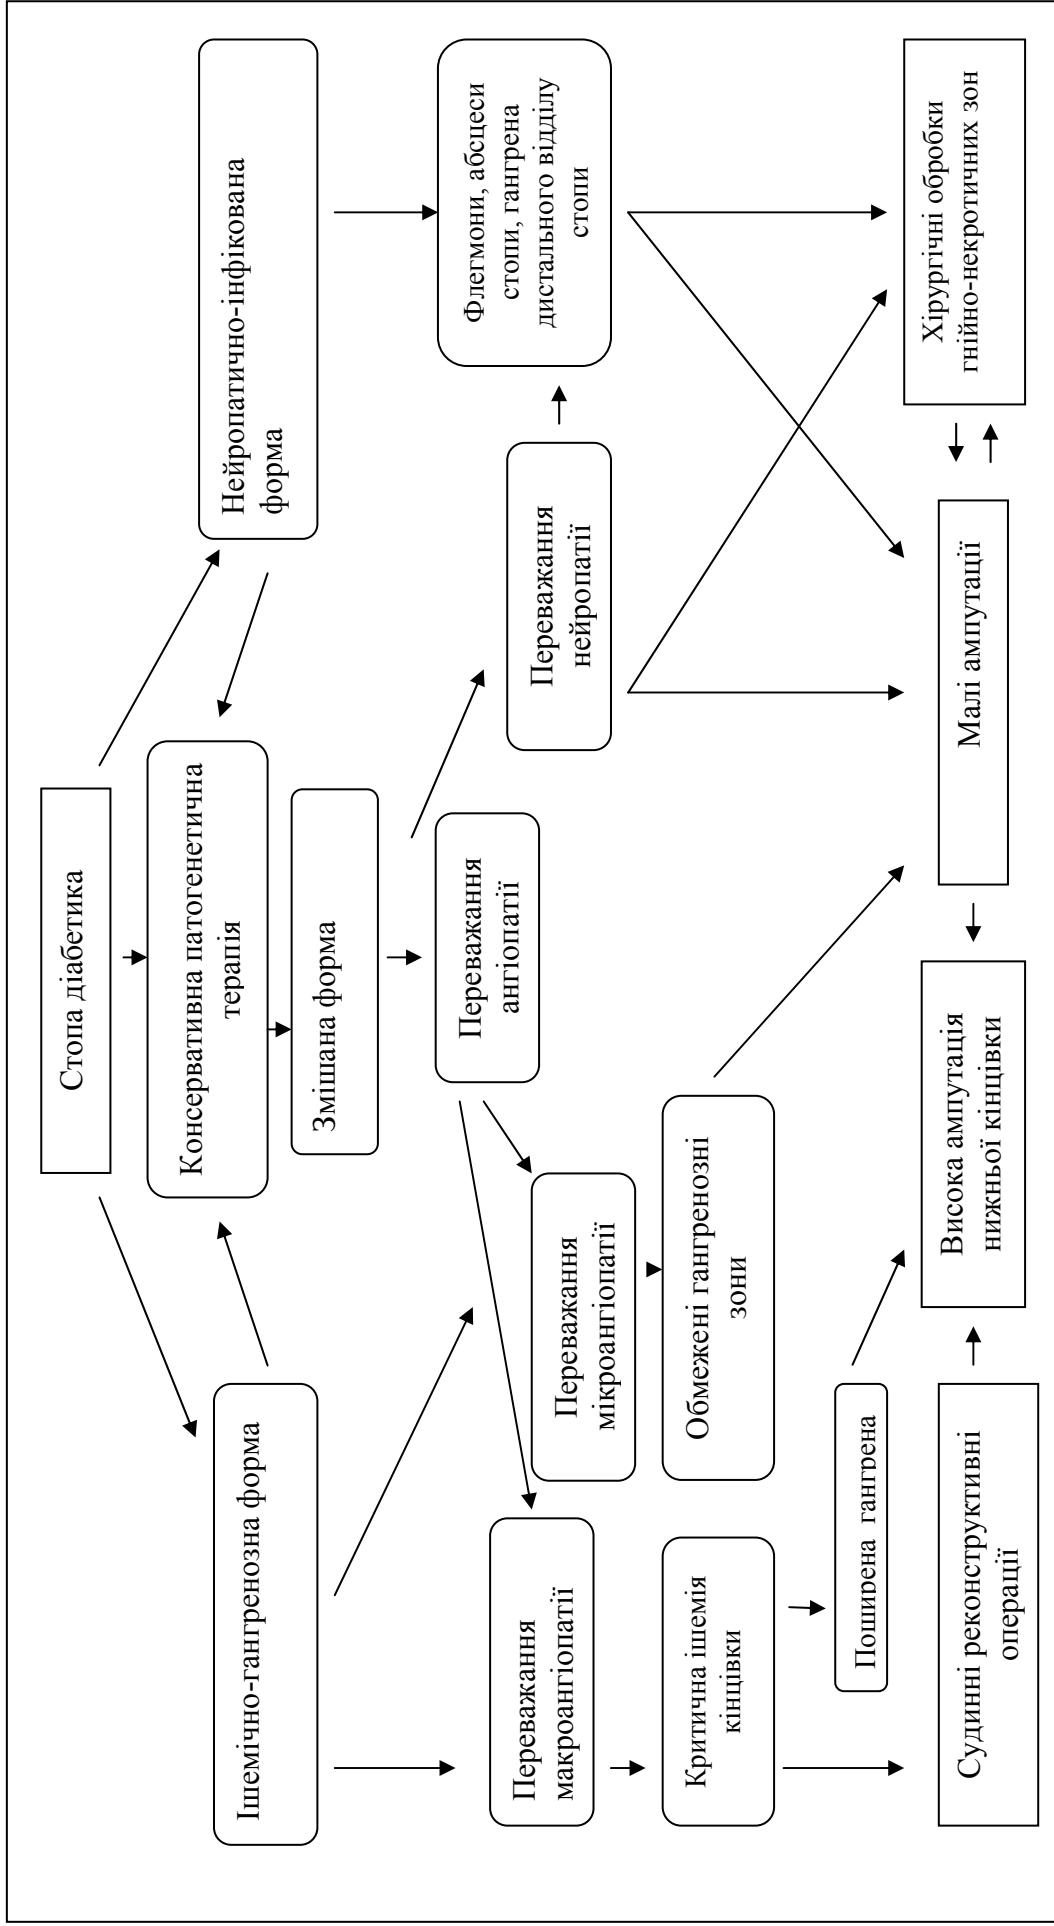 Стопа діабетика
Консервативна патогенетична
терапія
Ішемічно-гангренозна форма
Нейропатично-інфікована
форма
Змішана форма
Переважання
ангіопатії
Переважання
макроангіопатії
Переважання
мікроангіопатії
Переважання
нейропатії
Флегмони, абсцеси
стопи, гангрена
дистального відділу
стопи
Критична ішемія
кінцівки
Обмежені гангренозні
зони
Поширена гангрена
Судинні реконструктивні
операції
Висока ампутація
нижньої кінцівки
Малі ампутації
Хірургічні обробки
гнійно-некротичних зон